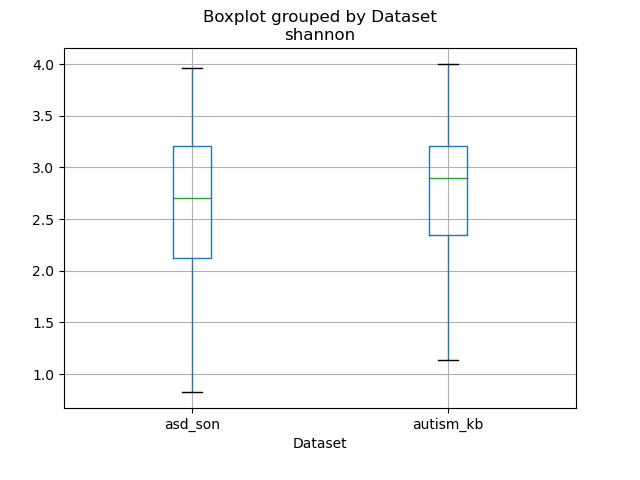 Boxplot grouped by Dataset
shannon
4.0
3.5
3.0
2.5
2.0
1.5
1.0
asd_son autism_kb
Dataset